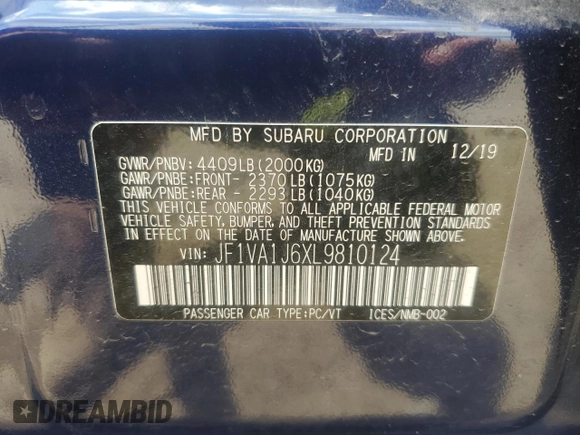 MFD BY SUBARU CORPORATION
MFD IN 12/19
GVWR/PNBV: 4409LB(2000KG)
GAWR/PNBE:FRONT- 2370LB(1075KG)
GAWR/PNBE:REAR - 2293LB(1040KG)
THIS VEHICLE CONFORMS TO ALL APPLICABLE FEDERAL MOTOR
VEHICLE SAFETY, BUMPER, AND THEFT PREVENTION STANDARDS
IN EFFECT ON THE DATE OF MANUFACTURE SHOWN ABOVE.
VIN: JF1VA1J6XL9810124
PASSENGER CAR TYPE:PC/VT ICES/NMB-002
DREAMBID